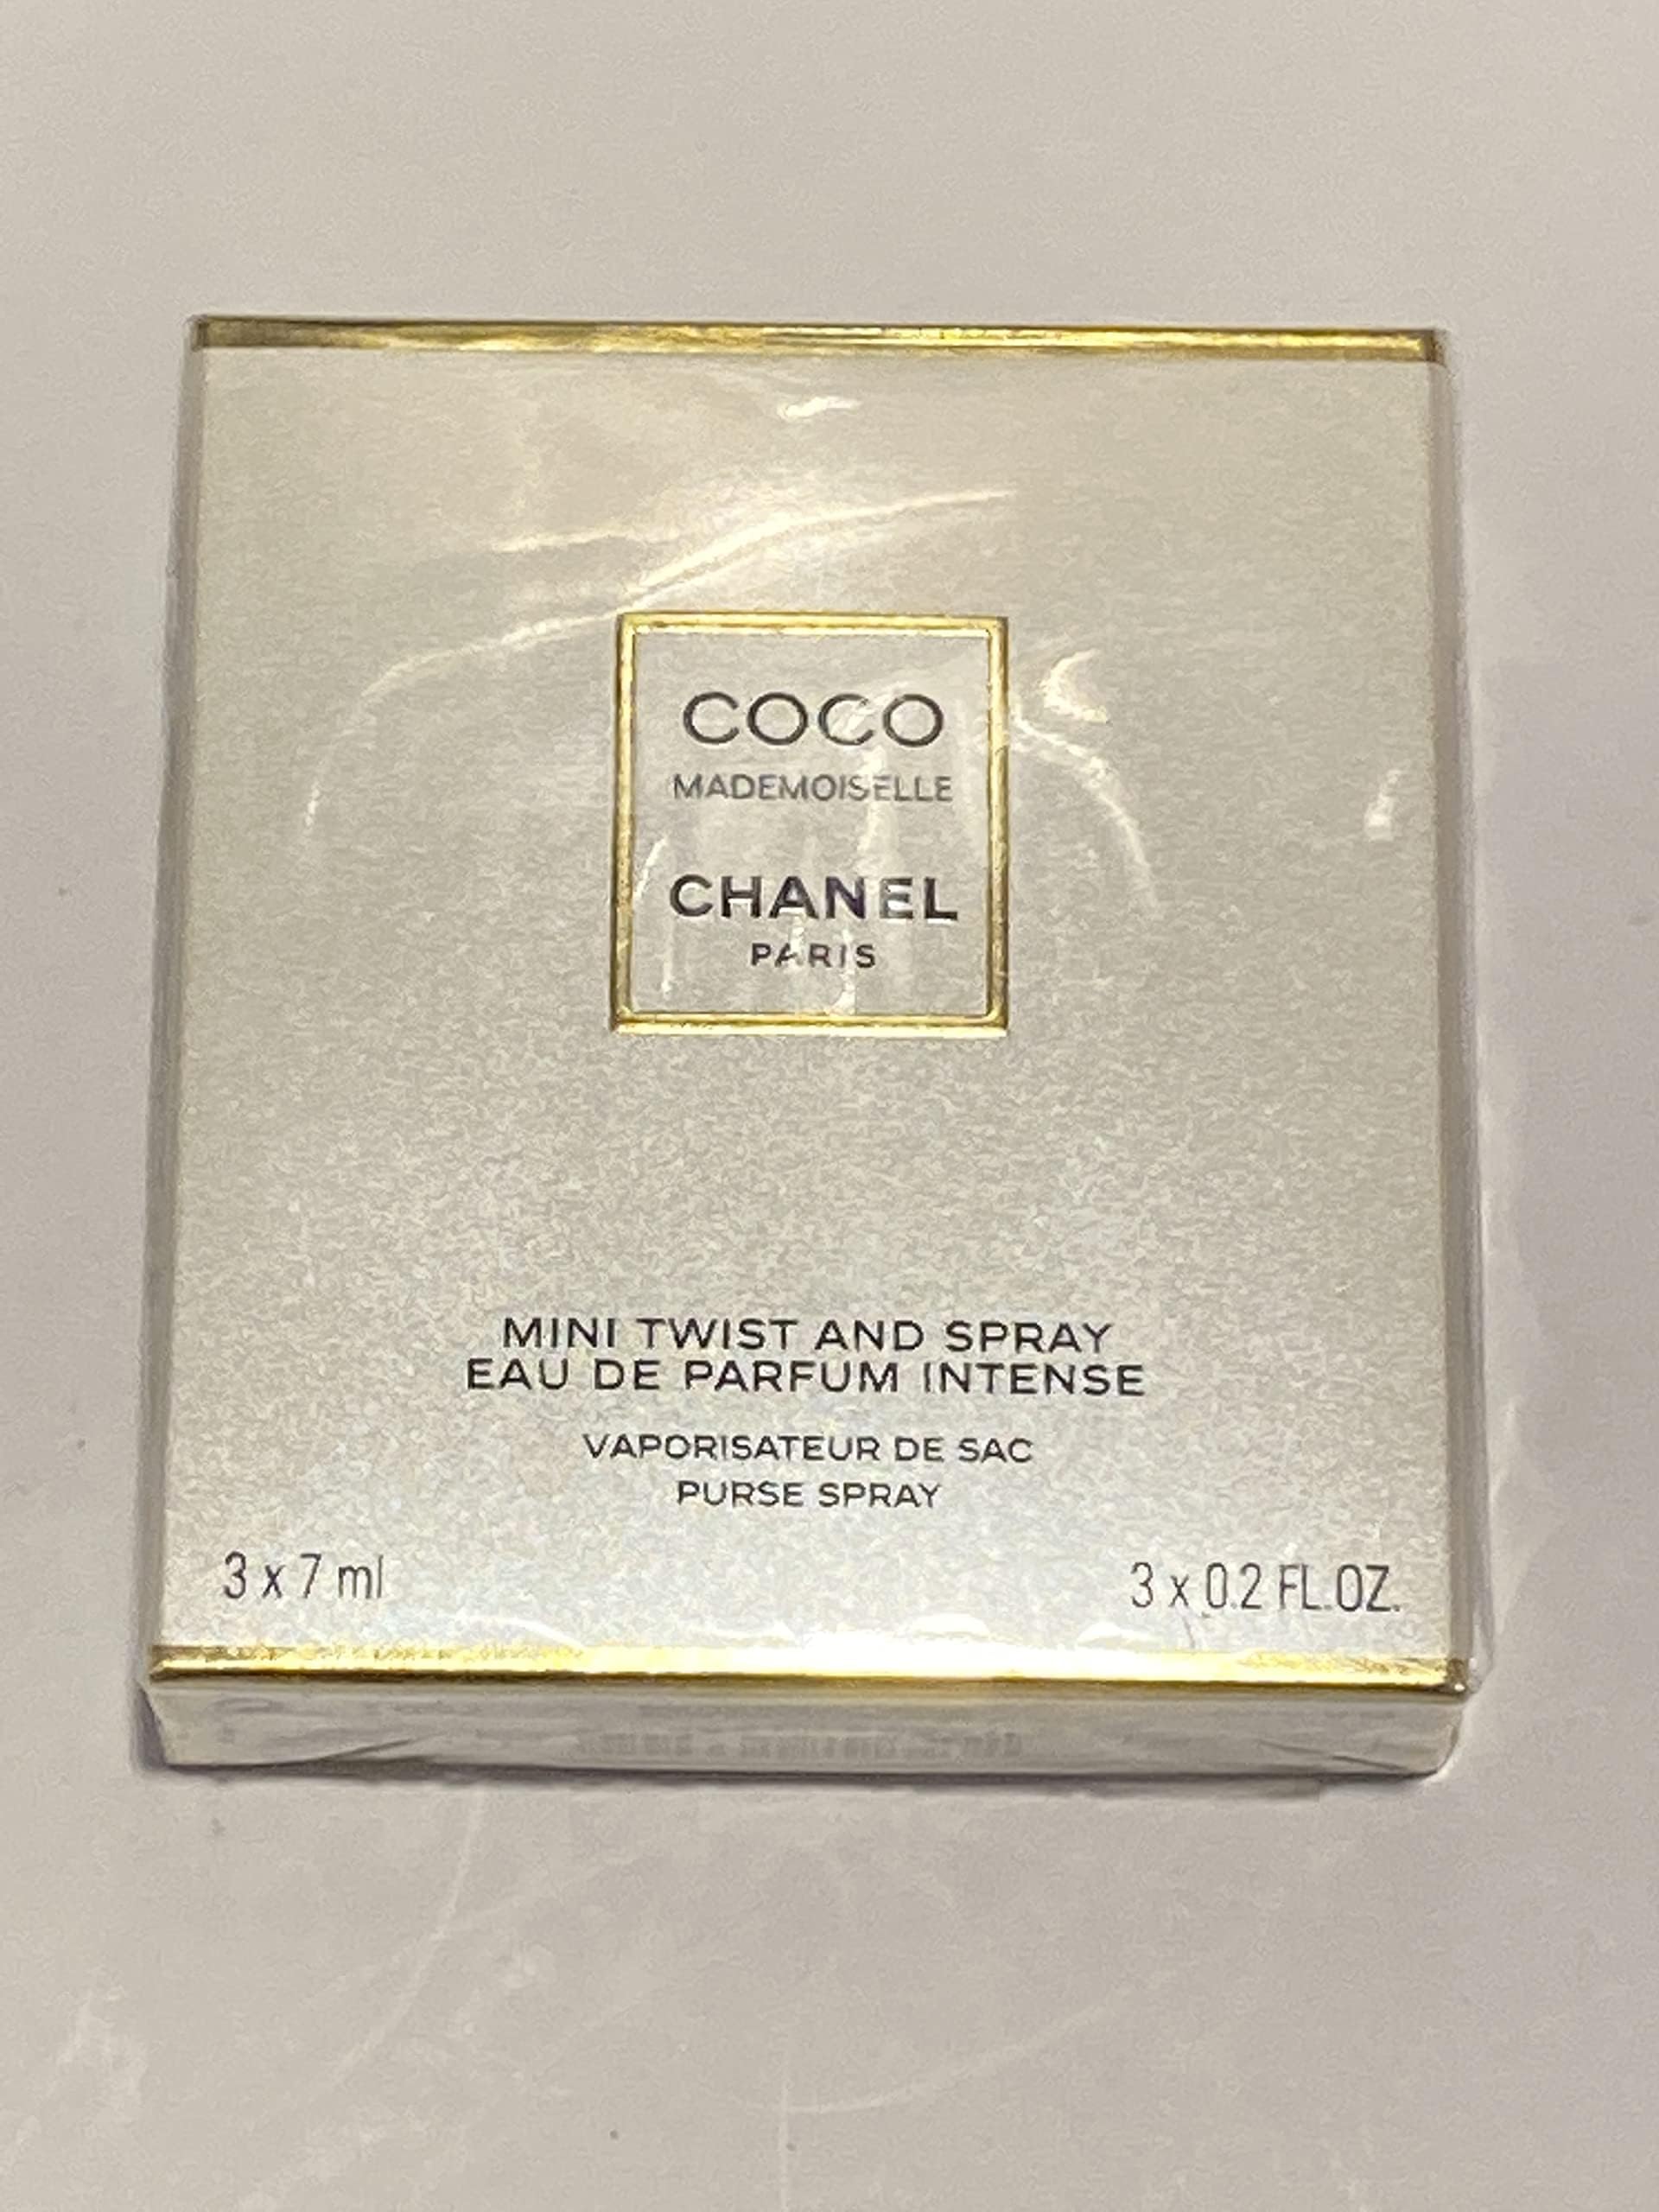 COCO
MADEMOISELLE
CHANEL
PARIS
MINI TWIST AND SPRAY
EAU DE PARFUM INTENSE
VAPORISATEUR DE SAC
PURSE SPRAY
3 x 7 ml
3 x 0.2 FL.OZ.